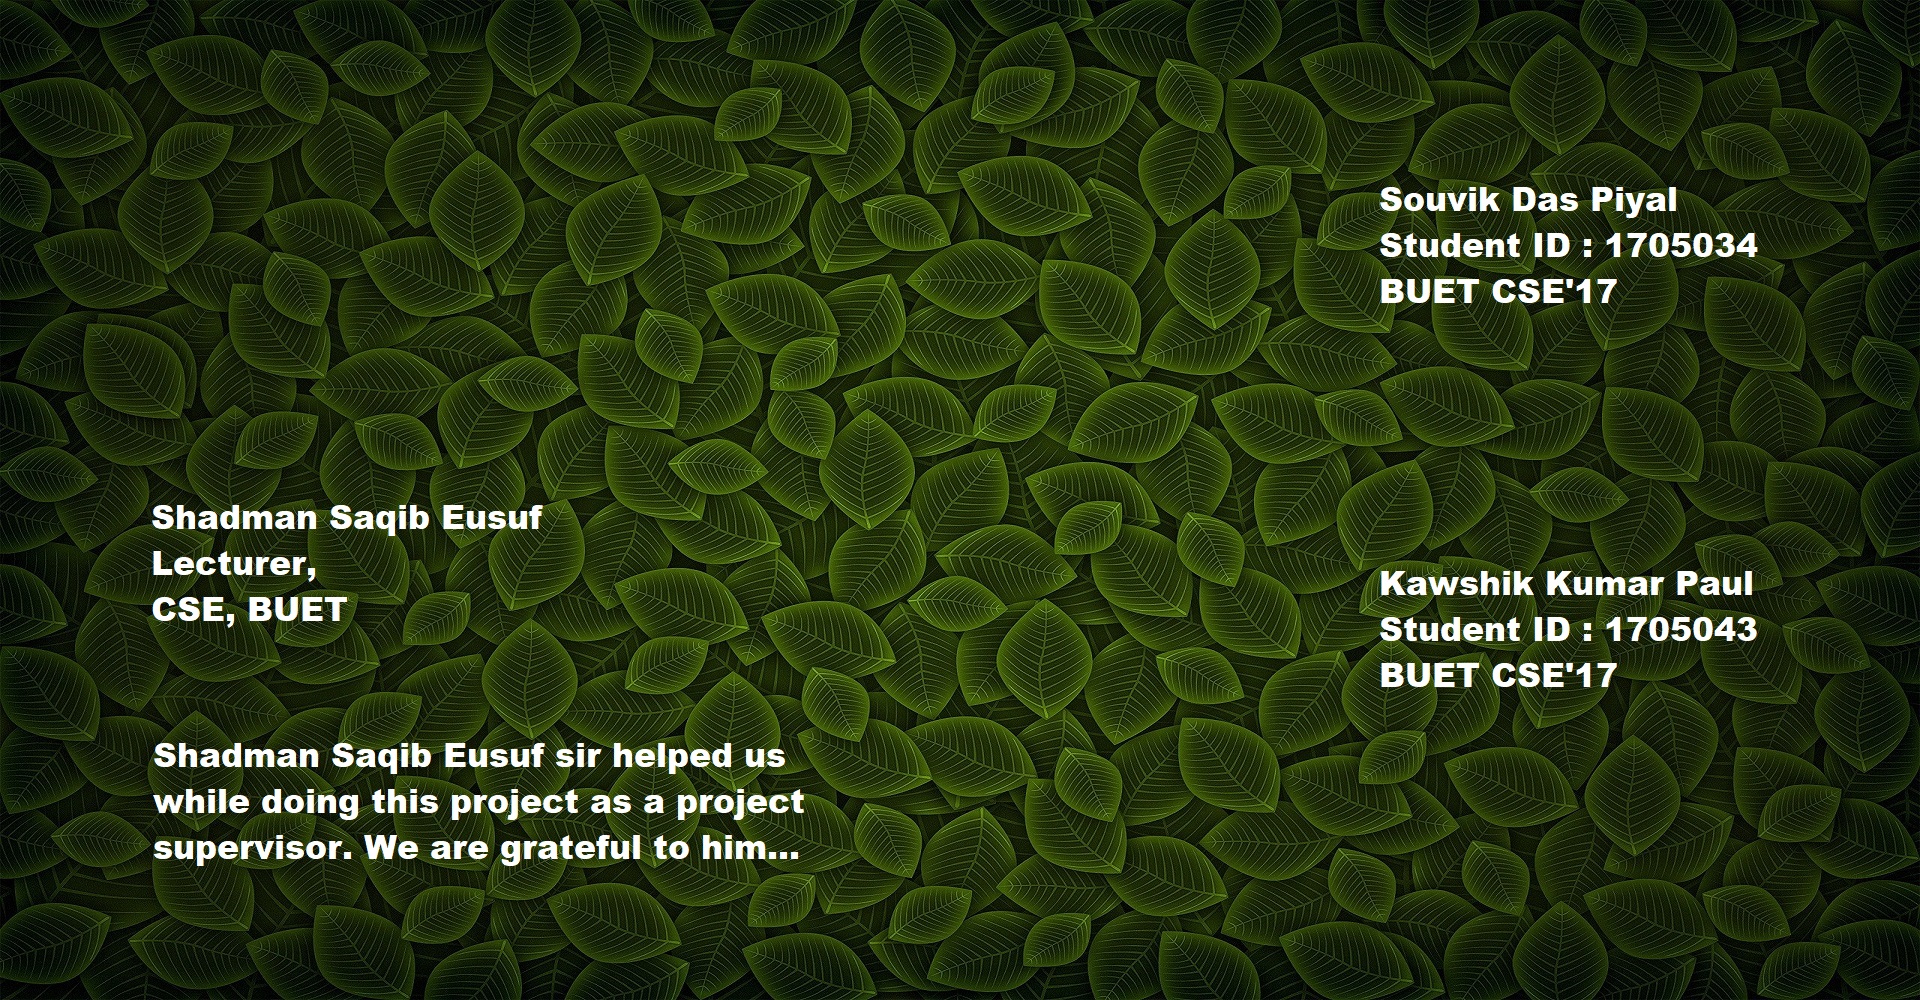 Souvik Das Piyal
Student ID : 1705034
BUET CSE'17
Shadman Saqib Eusuf
Lecturer,
CSE, BUET
Kawshik Kumar Paul
Student ID : 1705043
BUET CSE'17
Shadman Saqib Eusuf sir helped us
while doing this project as a project
supervisor. We are grateful to him...